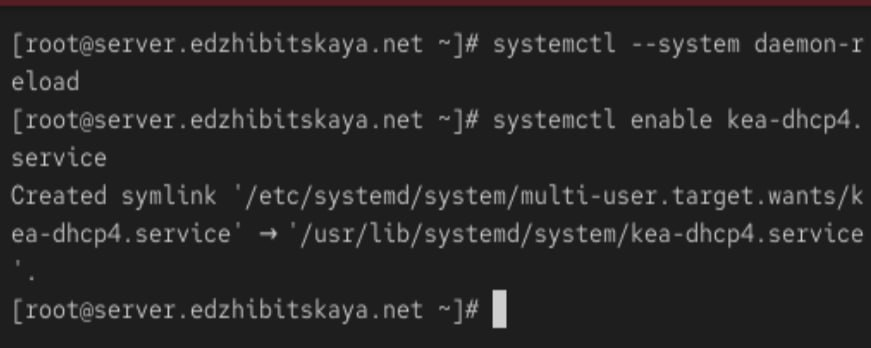 [root@server.edzhibitskaya.net ~]# systemctl --system daemon-r
eload
[root@server.edzhibitskaya.net ~]# systemctl enable kea-dhcp4.
service
Created symlink '/etc/systemd/system/multi-user.target.wants/k
ea-dhcp4.service' → '/usr/lib/systemd/system/kea-dhcp4.service
'.
[root@server.edzhibitskaya.net ~]#